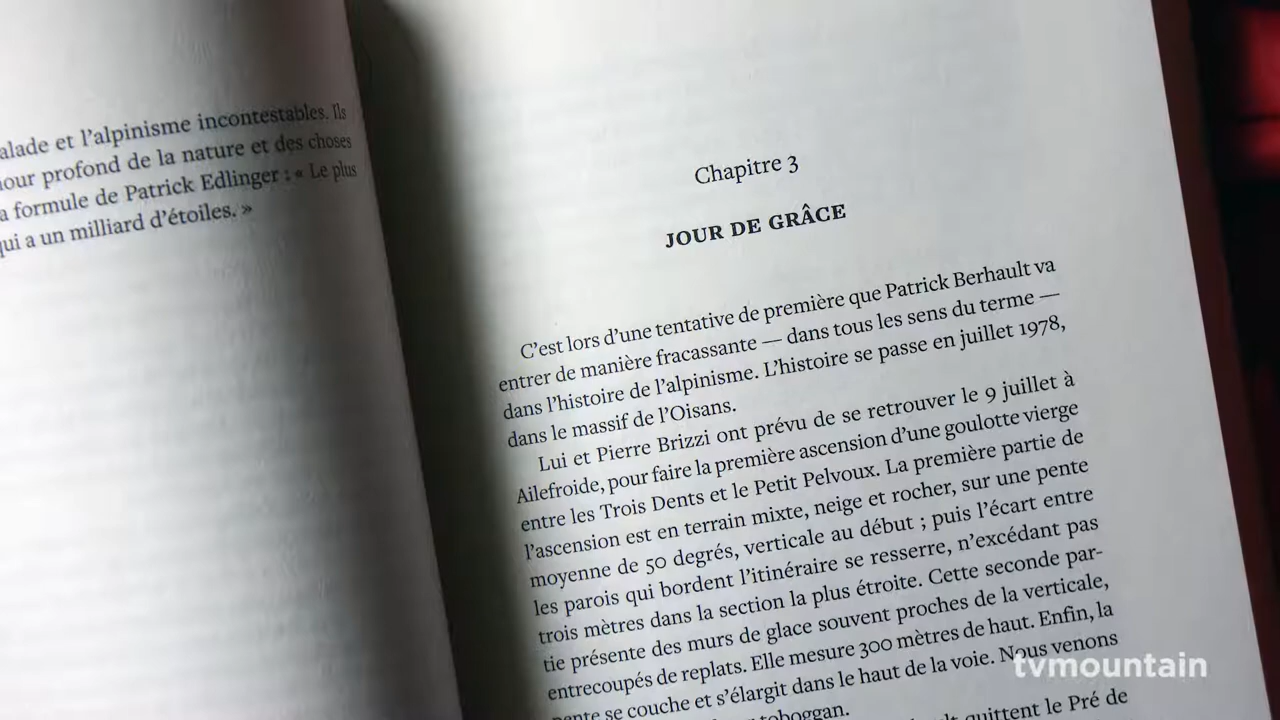 alade et l'alpinisme incontestables. Ils
our profond de la nature et des choses
a formule de Patrick Edlinger : « Le plus
qui a un milliard d'étoiles. »
Chapitre 3
JOUR DE GRÂCE
C'est lors d'une tentative de première que Patrick Berhault va
entrer de manière fracassante — dans tous les sens du terme —
dans l'histoire de l'alpinisme. L'histoire se passe en juillet 1978,
dans le massif de l'Oisans.
Lui et Pierre Brizzi ont prévu de se retrouver le 9 juillet à
Ailefroide, pour faire la première ascension d'une goulotte vierge
entre les Trois Dents et le Petit Pelvoux. La première partie de
l'ascension est en terrain mixte, neige et rocher, sur une pente
moyenne de 50 degrés, verticale au début ; puis l'écart entre
les parois qui bordent l'itinéraire se resserre, n'excédant pas
trois mètres dans la section la plus étroite. Cette seconde par-
tie présente des murs de glace souvent proches de la verticale,
entrecoupés de replats. Elle mesure 300 mètres de haut. Enfin, la
pente se couche et s'élargit dans le haut de la voie. Nous venons
toboggan.
quittent le Pré de
tvmountain